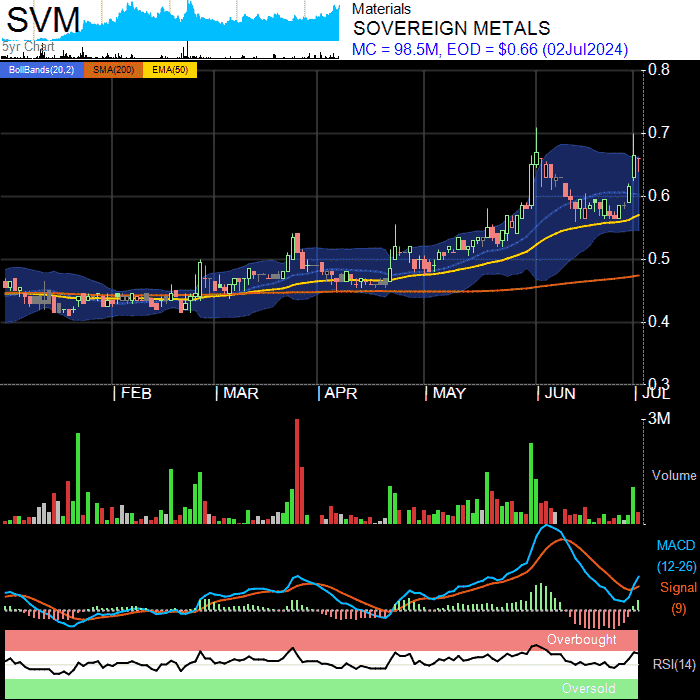 SVM
5yr Chart
Materials
SOVEREIGN METALS
MC = 98.5M, EOD = $0.66 (02Jul2024)
BollBands(20,2) SMA(200) EMA(50)
0.8
0.7
0.6
0.5
0.4
0.3
FEB MAR APR MAY JUN JUL
3M
Volume
MACD
(12-26)
Signal
(9)
Overbought
RSI(14)
Oversold